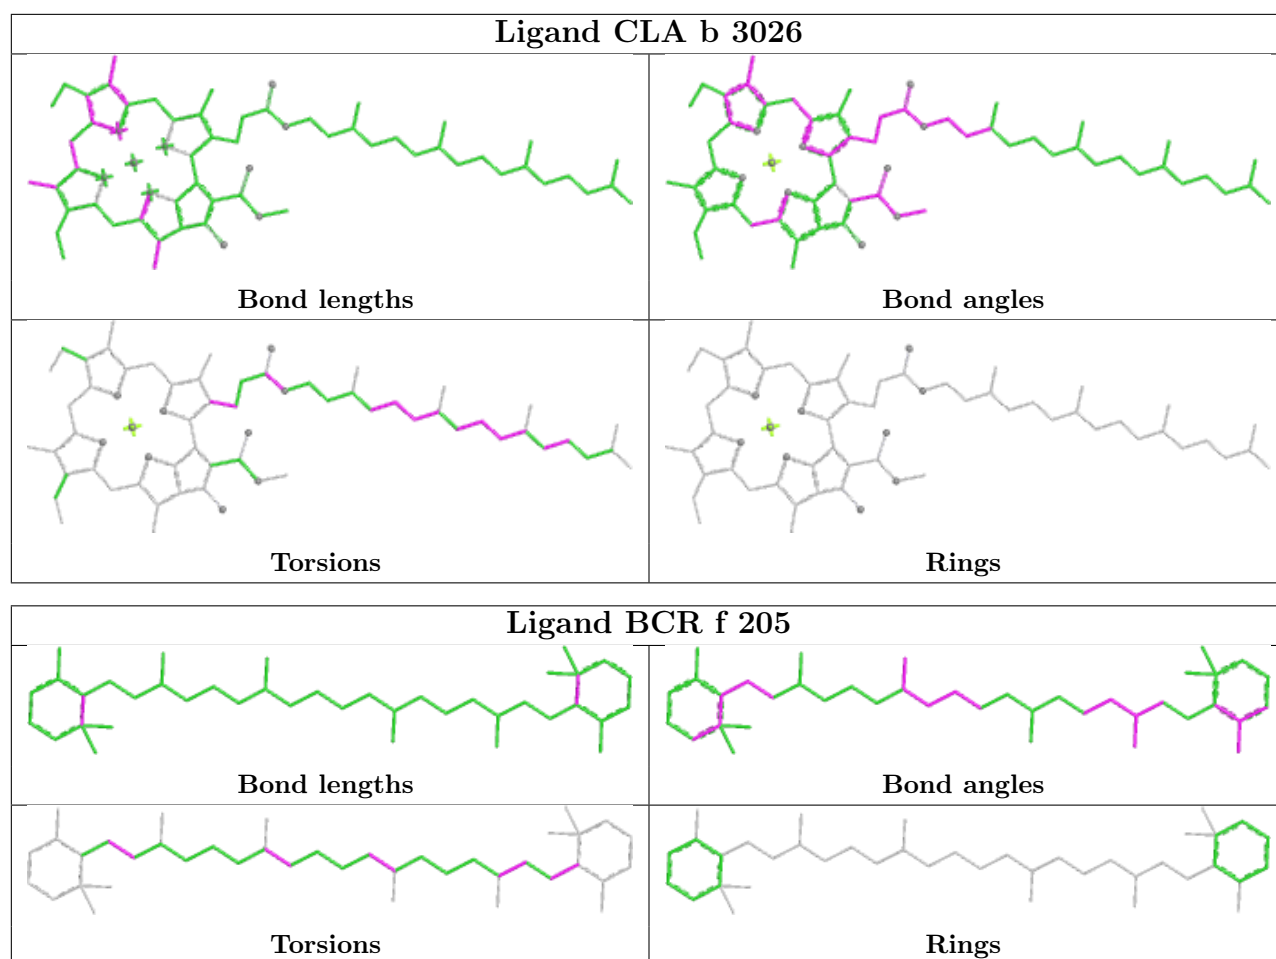 Ligand CLA b 3026
Bond lengths
Bond angles
Torsions
Rings
Ligand BCR f 205
Bond lengths
Bond angles
Torsions
Rings